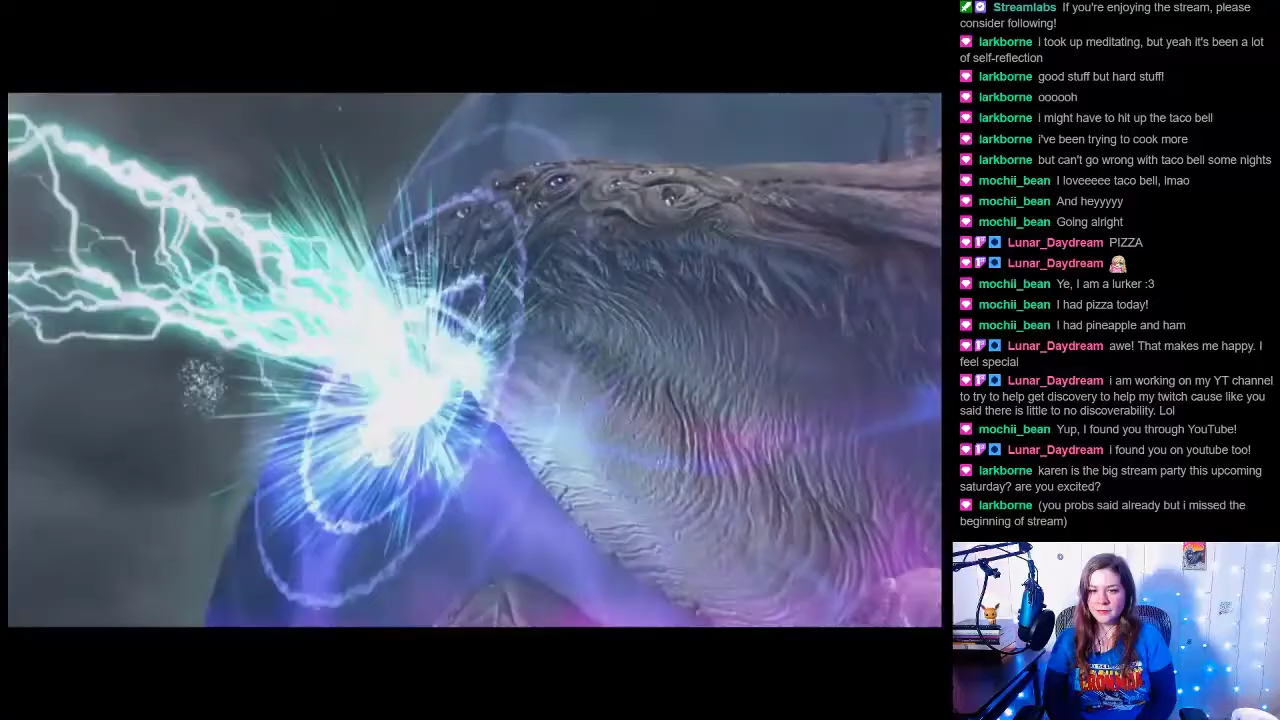 Streamlabs If you're enjoying the stream, please
consider following!
larkborne i took up meditating, but yeah it's been a lot
of self-reflection
larkborne good stuff but hard stuff!
larkborne oooooh
larkborne i might have to hit up the taco bell
larkborne i've been trying to cook more
larkborne but can't go wrong with taco bell some nights
mochii_bean I loveeeee taco bell, lmao
mochii_bean And heyyyyy
mochii_bean Going alright
Lunar_Daydream PIZZA
Lunar_Daydream
mochii_bean Ye, I am a lurker :3
mochii_bean I had pizza today!
mochii_bean I had pineapple and ham
Lunar_Daydream awe! That makes me happy. I
feel special
Lunar_Daydream i am working on my YT channel
to try to help get discovery to help my twitch cause like you
said there is little to no discoverability. Lol
mochii_bean Yup, I found you through YouTube!
Lunar_Daydream I found you on youtube too!
larkborne karen is the big stream party this upcoming
saturday? are you excited?
larkborne (you probs said already but i missed the
beginning of stream)